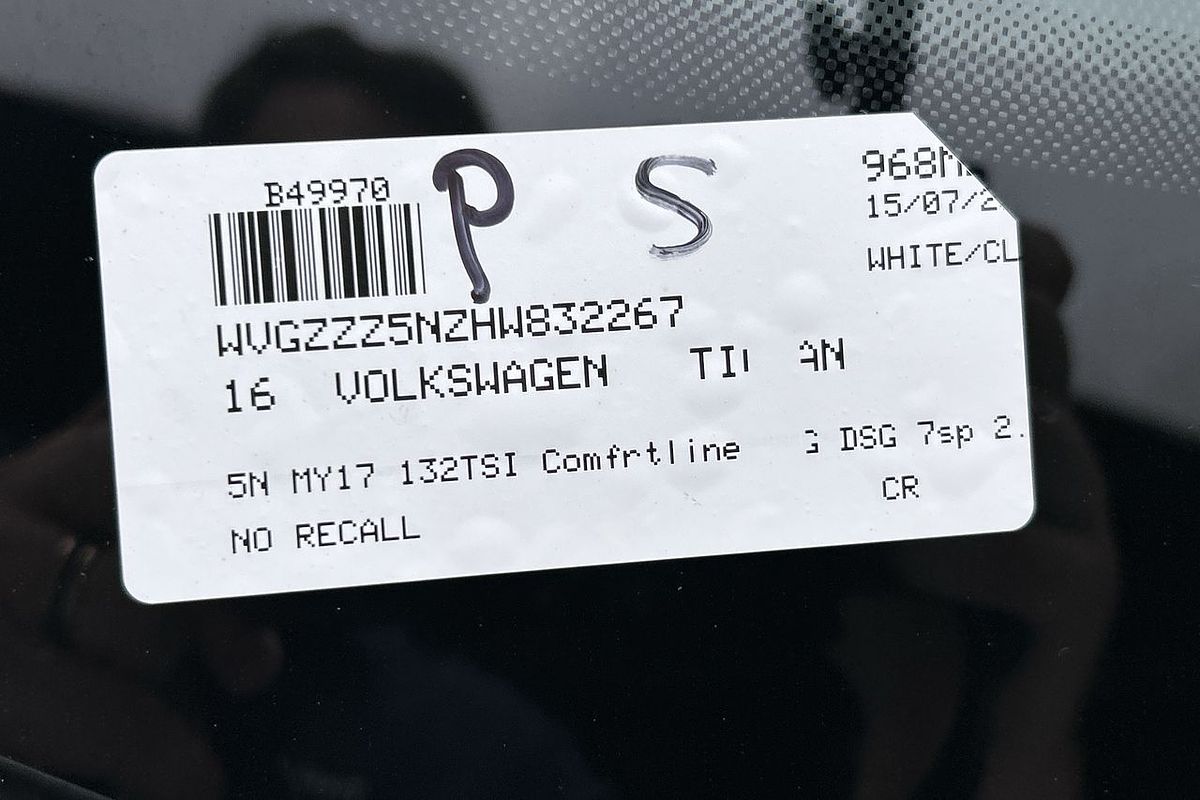 B49970
P S
968M
15/07/2
WHITE/CL
WVGZZZ5NZHW832267
16 VOLKSWAGEN
5N MY17 132TSI Comfrtline DSG 7sp 2.
CR
NO RECALL